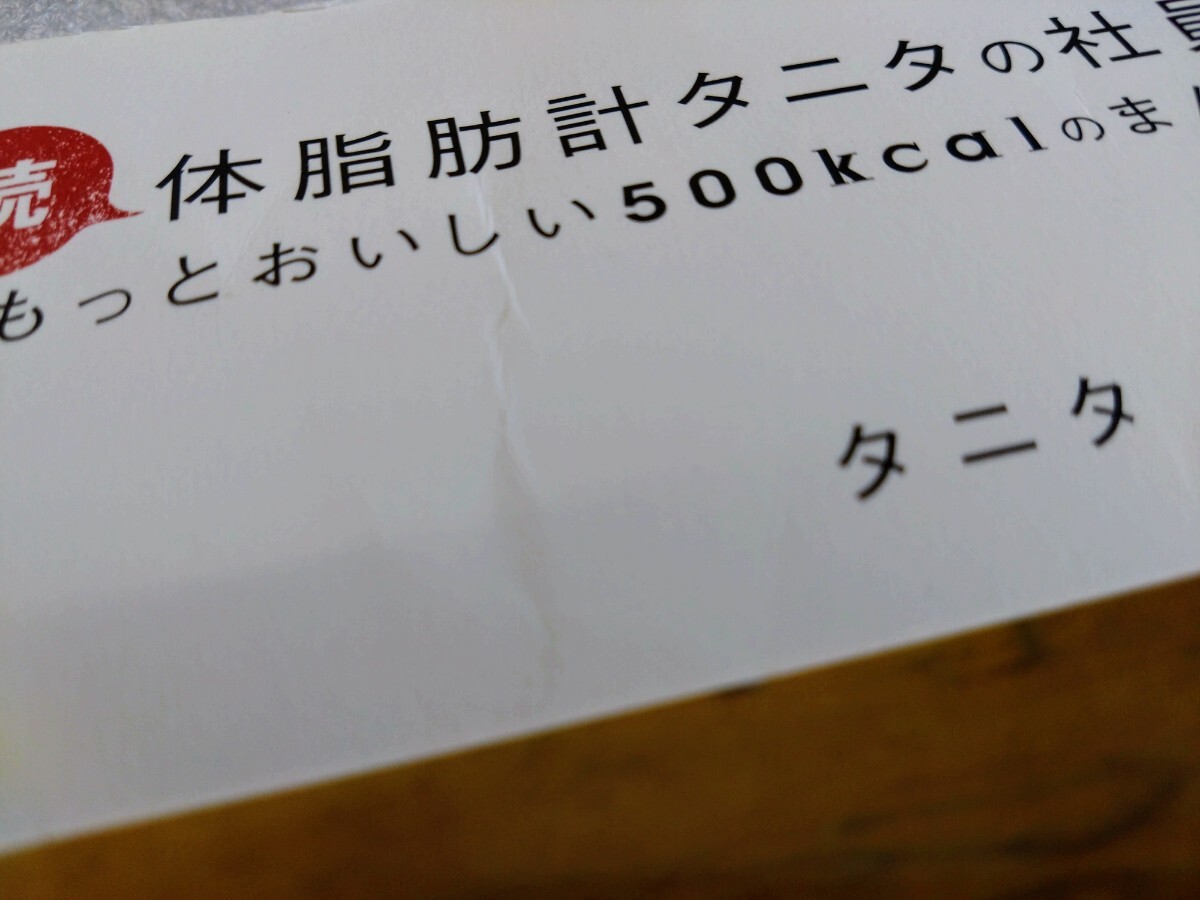 続
体脂肪計タニタの社員
もっとおいしい500kcalのま
タニタ